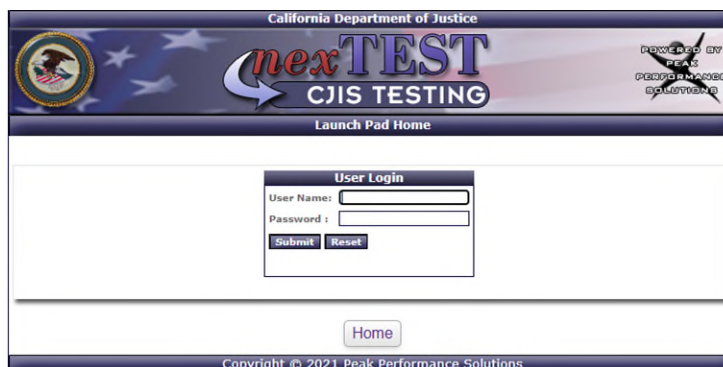 California Department of Justice
nexTEST
CJIS TESTING
POWERED BY
PEAK
PERFORMANCE
SOLUTIONS
Launch Pad Home
User Login
User Name:
Password :
Submit Reset
Home
Copyright © 2021 Peak Performance Solutions